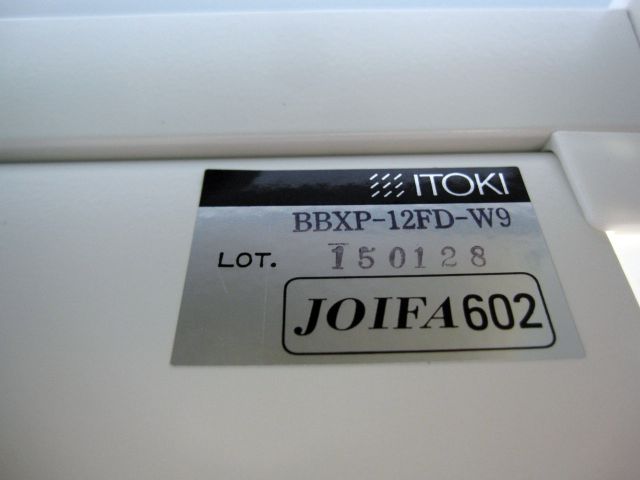 ITOKI
BBXP-12FD-W9
LOT. 150128
JOIFA602